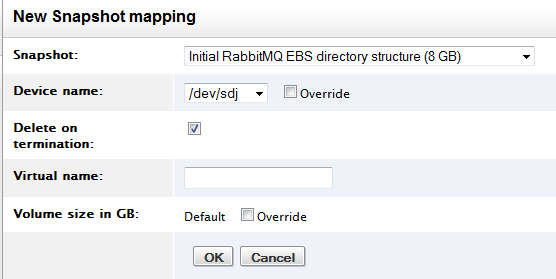 New Snapshot mapping
Snapshot: Initial RabbitMQ EBS directory structure (8 GB)
Device name: /dev/sdj Override
Delete on
termination:
Virtual name:
Volume size in GB: Default Override
OK Cancel